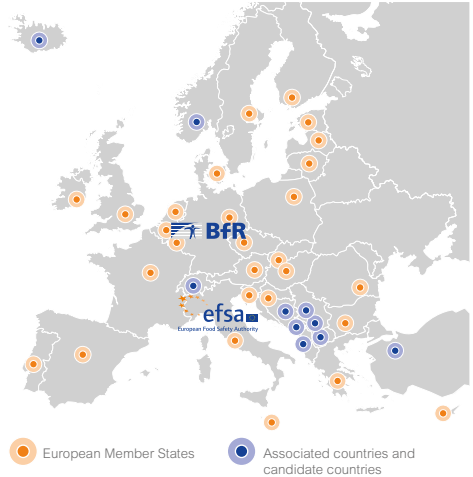 BfR
efsa
European Food Safety Authority
European Member States
Associated countries and
candidate countries